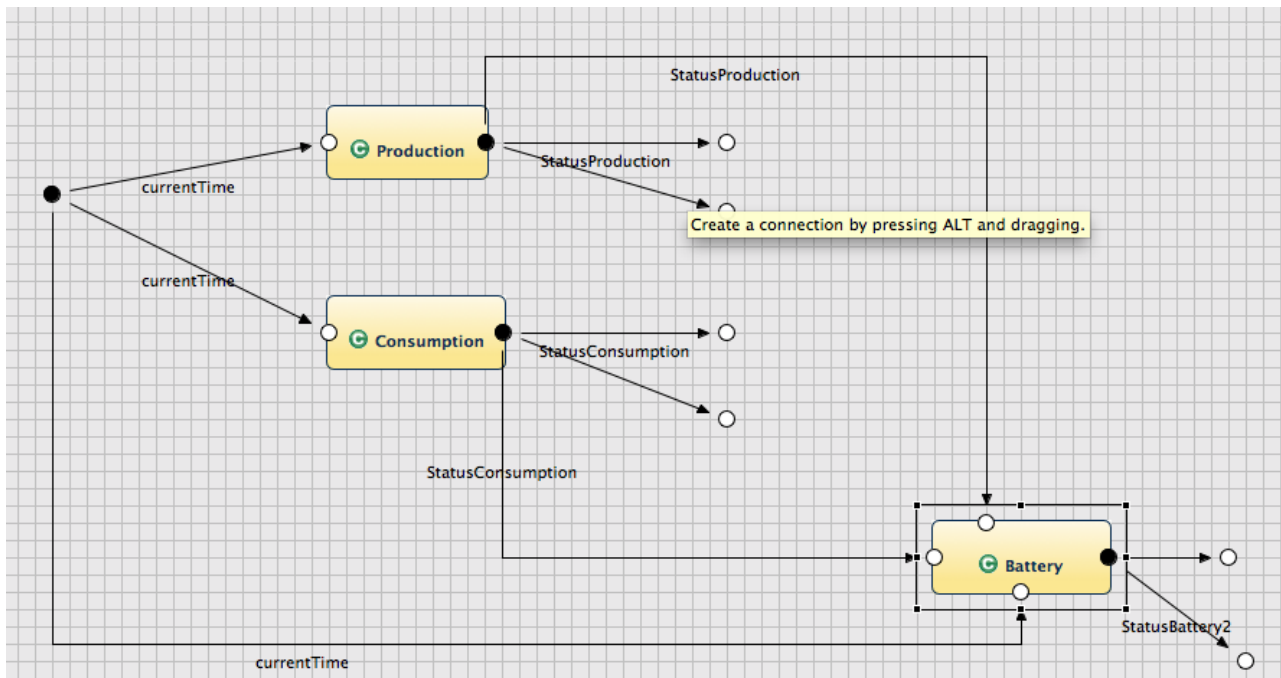 StatusProduction
C Production
StatusProduction
currentTime
Create a connection by pressing ALT and dragging.
currentTime
C Consumption
StatusConsumption
StatusConsumption
C Battery
StatusBattery2
currentTime